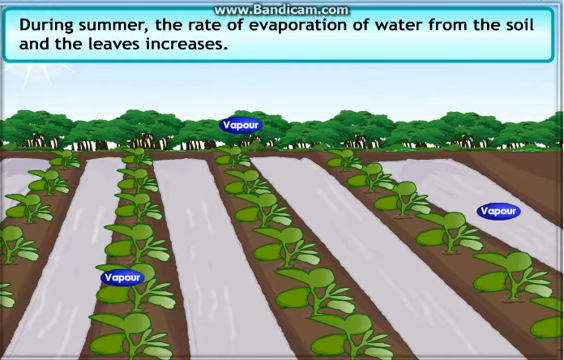 www.Bandicam.com
During summer, the rate of evaporation of water from the soil
and the leaves increases.
Vapour
Vapour
Vapour